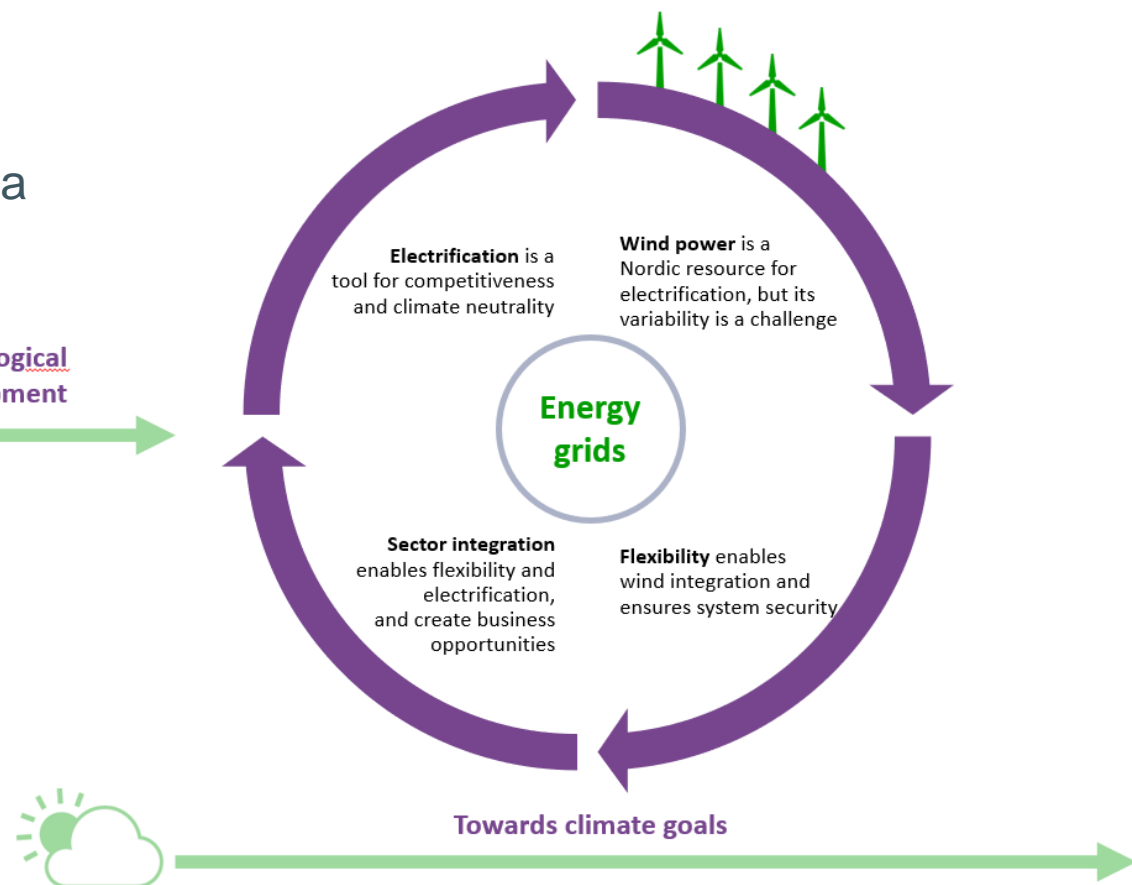 a
Electrification is a
tool for competitiveness
and climate neutrality
Wind power is a
Nordic resource for
electrification, but its
variability is a challenge
ogical
ment
Energy
grids
Sector integration
enables flexibility and
electrification,
and create business
opportunities
Flexibility enables
wind integration and
ensures system security
Towards climate goals